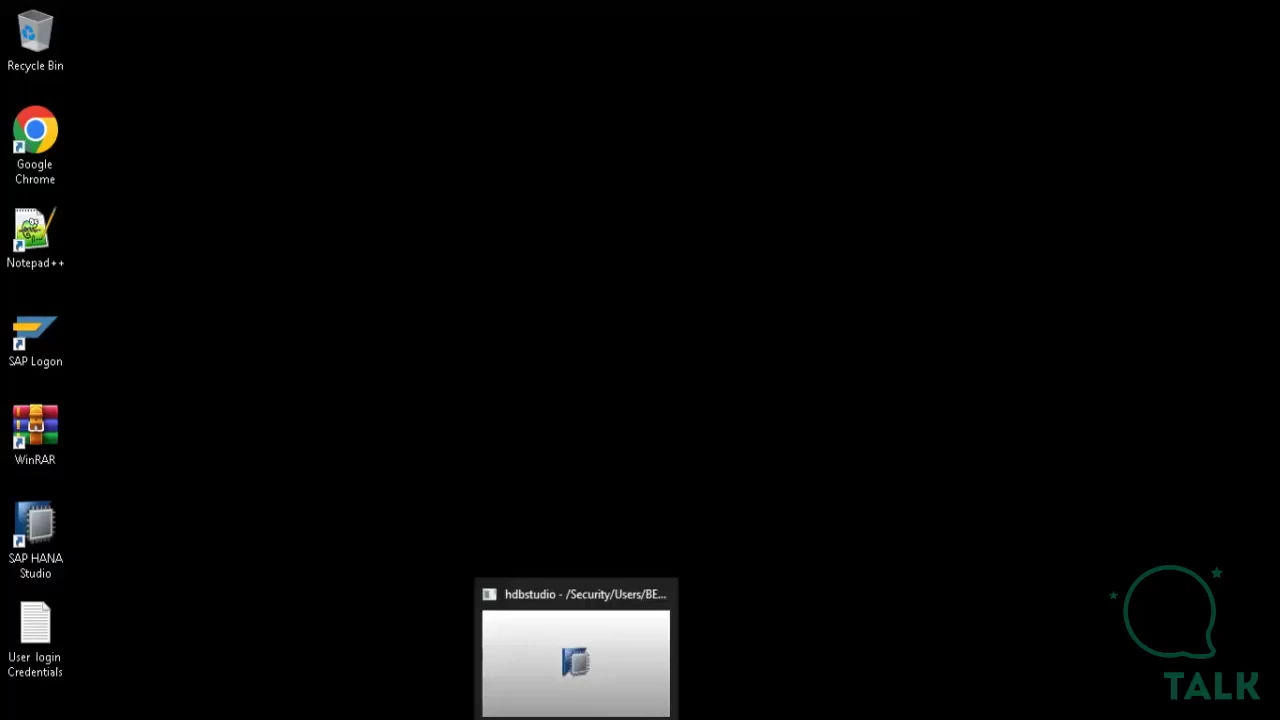 Recycle Bin
Google
Chrome
Notepad++
SAP Logon
WinRAR
SAP HANA
Studio
User login
Credentials
hdbstudio - /Security/Users/BE...
TALK